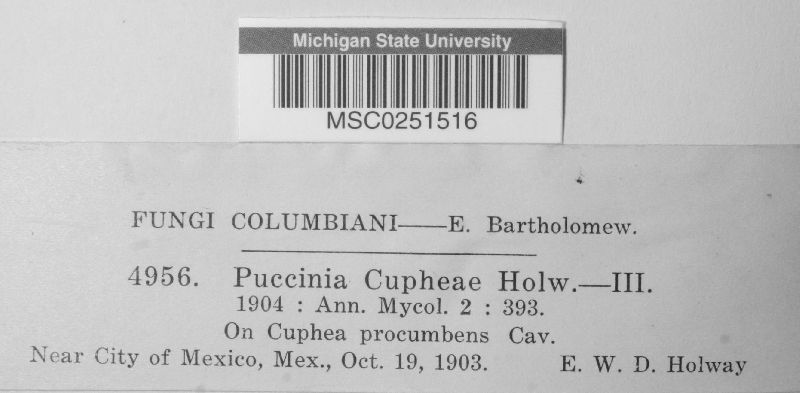 Michigan State University
MSC0251516
FUNGI COLUMBIANI——E. Bartholomew.
4956. Puccinia Cupheae Holw.—III.
1904 : Ann. Mycol. 2 : 393.
On Cuphea procumbens Cav.
Near City of Mexico, Mex., Oct. 19, 1903. E. W. D. Holway